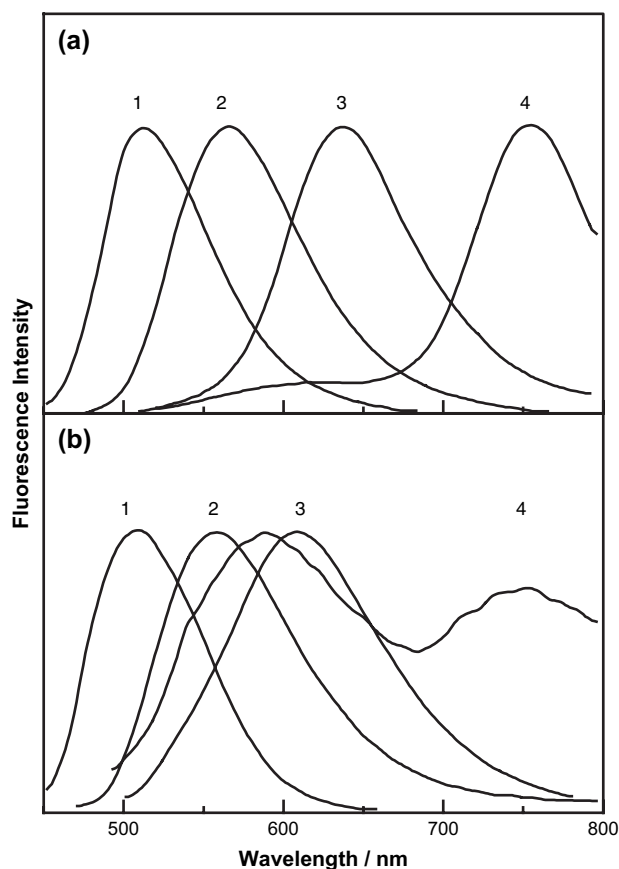 (a)
1 2 3 4
(b)
1 2 3 4
Fluorescence Intensity
500 600 700 800
Wavelength / nm